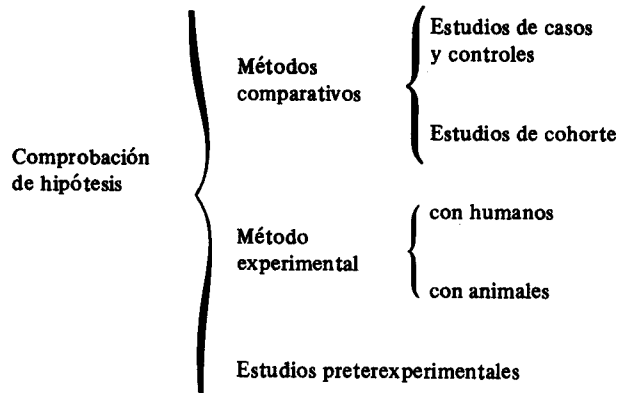 Comprobación
de hipótesis
Métodos
comparativos
Estudios de casos
y controles
Estudios de cohorte
Método
experimental
con humanos
con animales
Estudios preterexperimentales